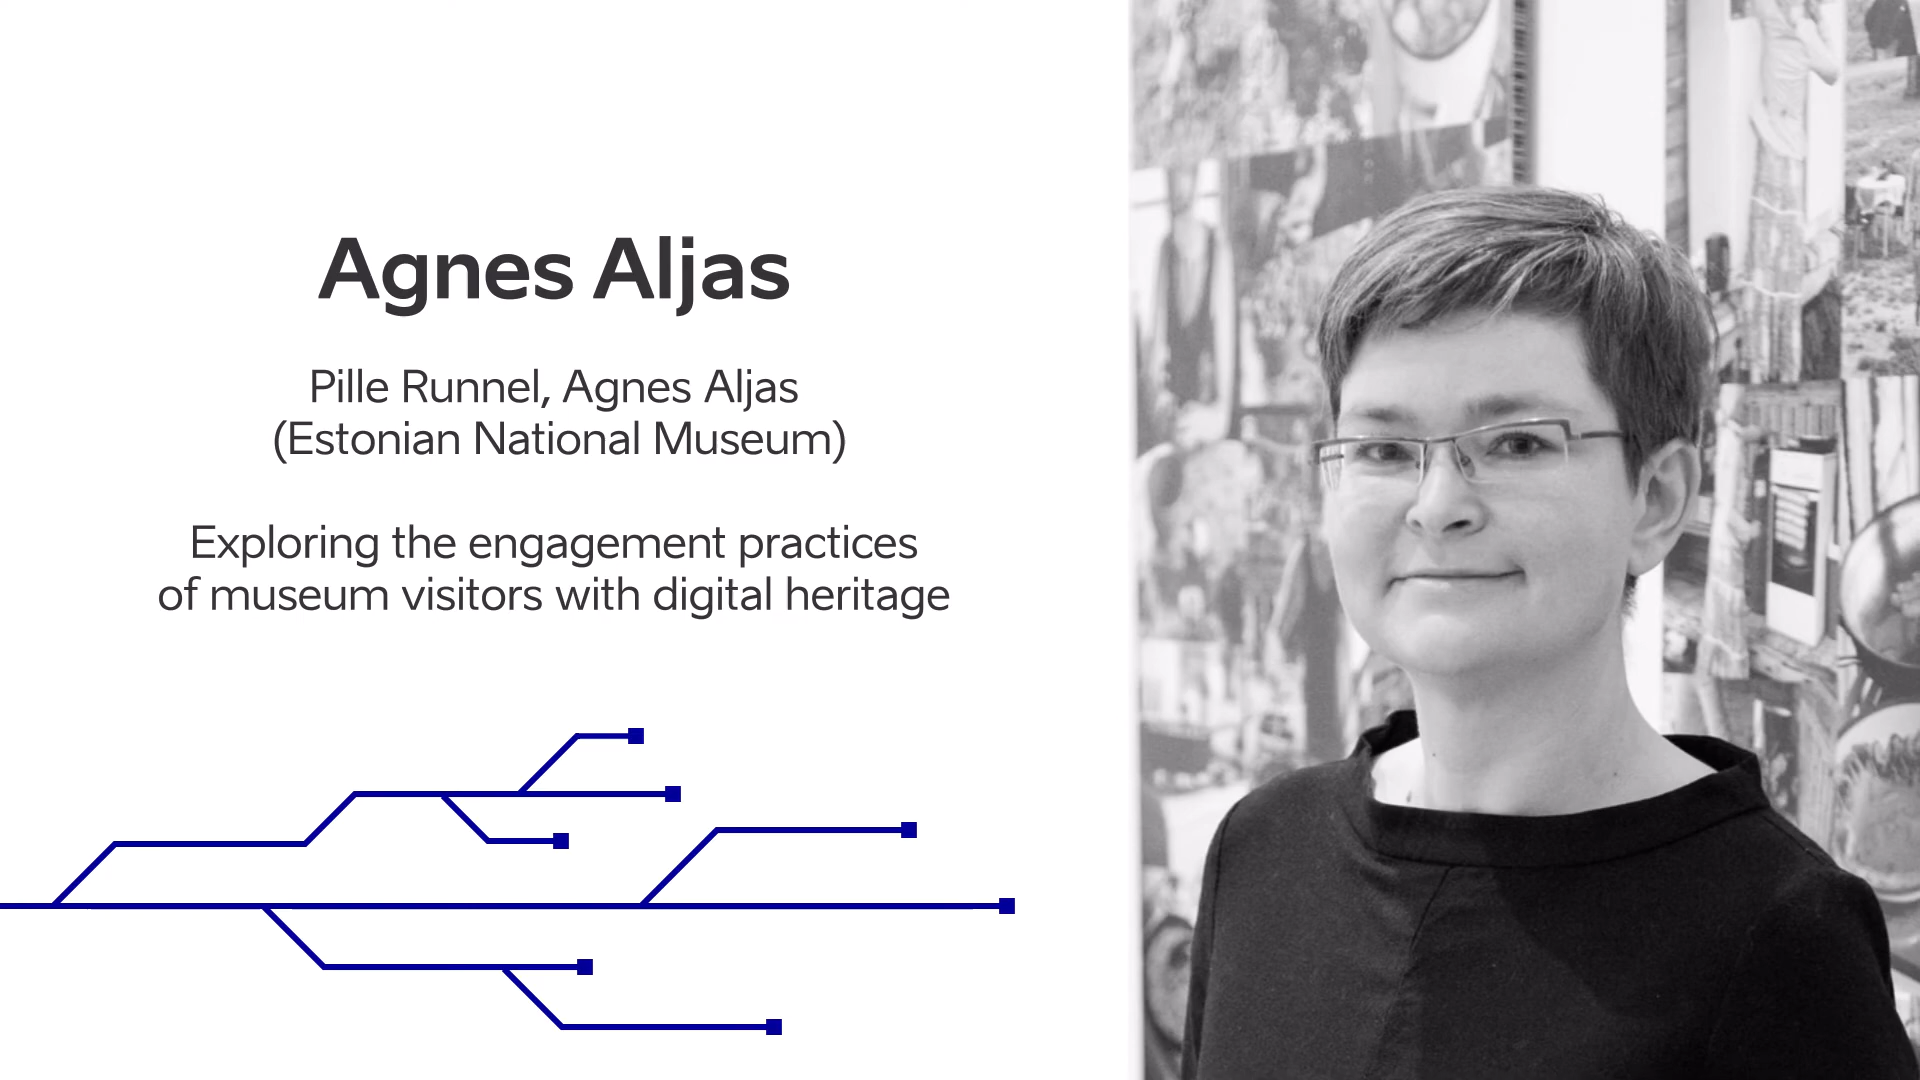 Agnes Aljas
Pille Runnel, Agnes Aljas
(Estonian National Museum)
Exploring the engagement practices
of museum visitors with digital heritage